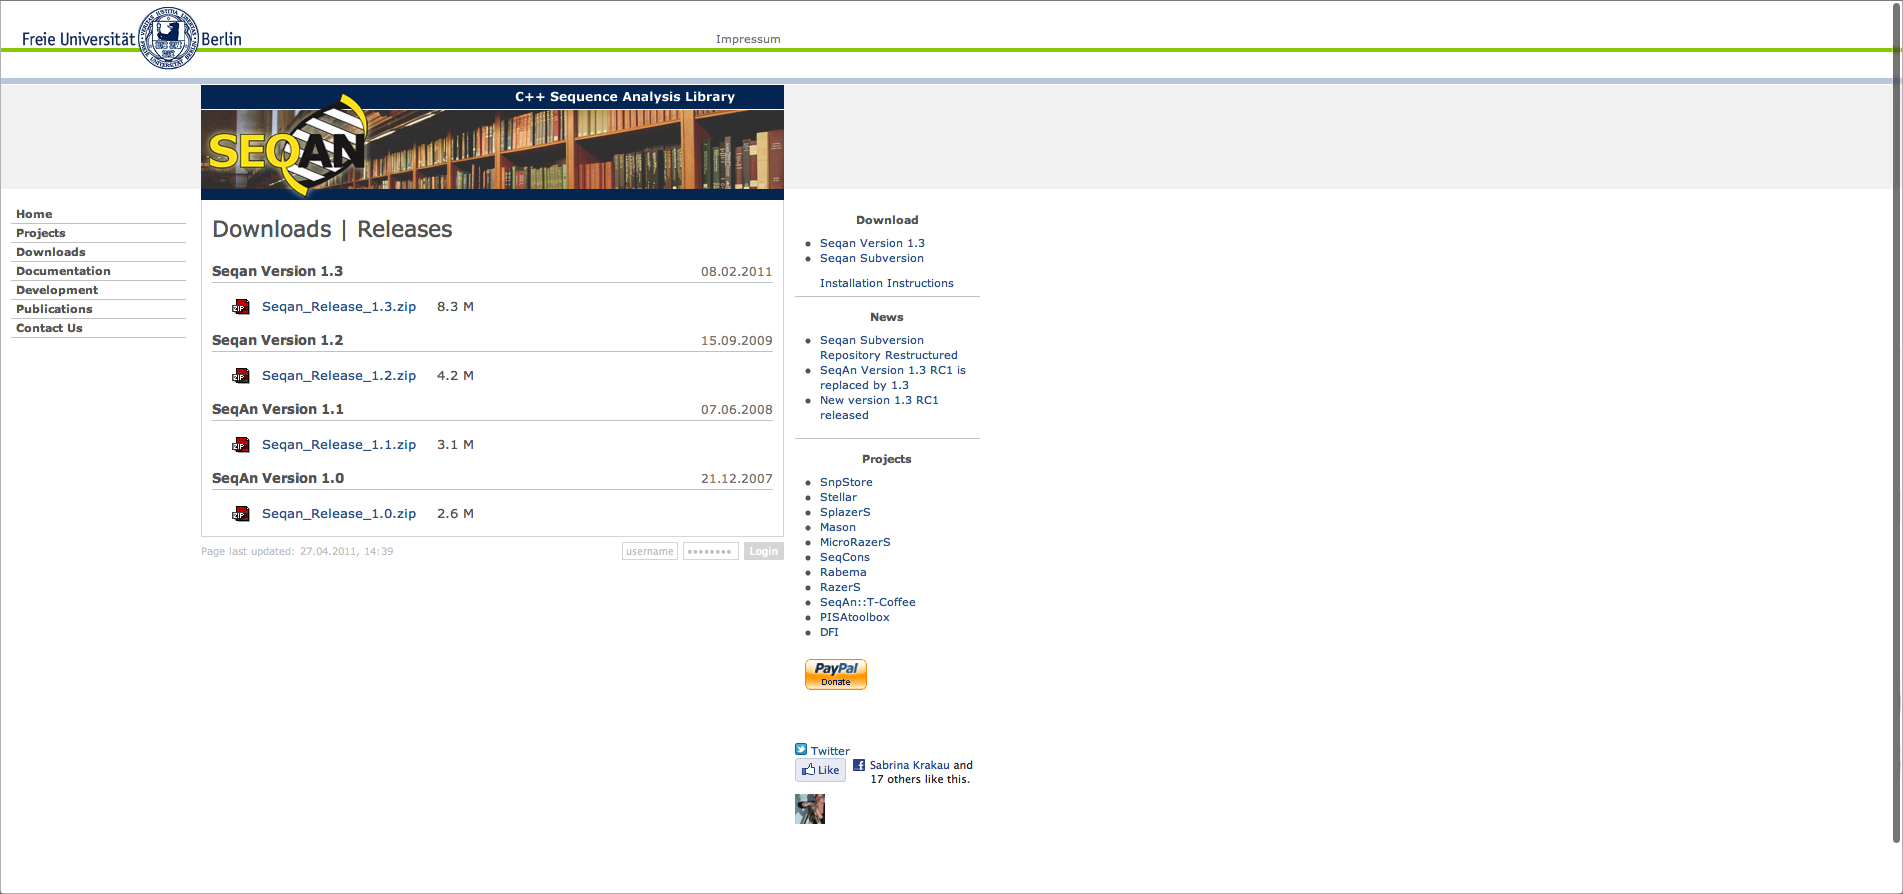 Freie Universität Berlin
Impressum
C++ Sequence Analysis Library
SEQAN
Home
Projects
Downloads
Documentation
Development
Publications
Contact Us
Downloads | Releases
Seqan Version 1.3 08.02.2011
ZIP Seqan_Release_1.3.zip 8.3 M
Seqan Version 1.2 15.09.2009
ZIP Seqan_Release_1.2.zip 4.2 M
SeqAn Version 1.1 07.06.2008
ZIP Seqan_Release_1.1.zip 3.1 M
SeqAn Version 1.0 21.12.2007
ZIP Seqan_Release_1.0.zip 2.6 M
Page last updated: 27.04.2011, 14:39
username
Login
Download
Seqan Version 1.3
Seqan Subversion
Installation Instructions
News
Seqan Subversion
Repository Restructured
SeqAn Version 1.3 RC1 is
replaced by 1.3
New version 1.3 RC1
released
Projects
SnpStore
Stellar
SplazerS
Mason
MicroRazerS
SeqCons
Rabema
RazerS
SeqAn::T-Coffee
PISAtoolbox
DFI
PayPal
Donate
Twitter
Like
Sabrina Krakau and
17 others like this.